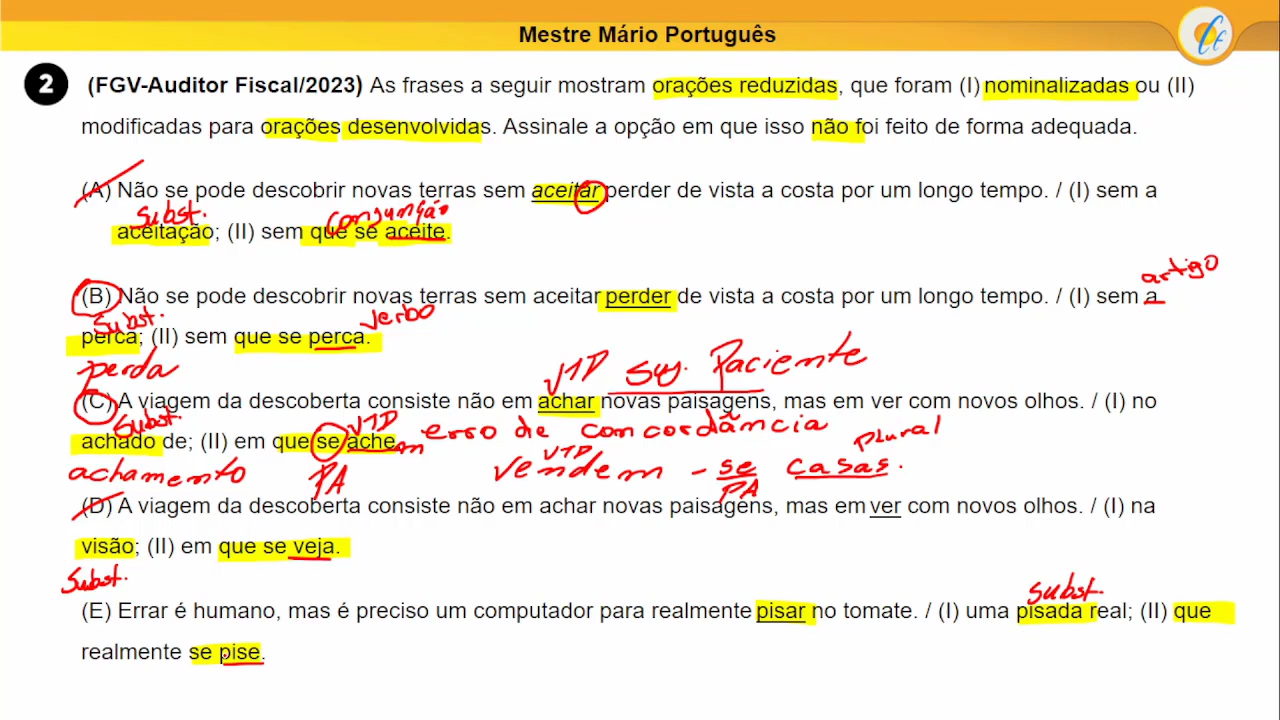 Mestre Mário Português
2 (FGV-Auditor Fiscal/2023) As frases a seguir mostram orações reduzidas, que foram (I) nominalizadas ou (II)
modificadas para orações desenvolvidas. Assinale a opção em que isso não foi feito de forma adequada.
(A) Não se pode descobrir novas terras sem aceitar perder de vista a costa por um longo tempo. / (I) sem a
Subst. conjunção
aceitação; (II) sem que se aceite.
artigo
(B) Não se pode descobrir novas terras sem aceitar perder de vista a costa por um longo tempo. / (I) sem a
Subst. verbo
perca; (II) sem que se perca.
perda VTD Suj. Paciente
(C) A viagem da descoberta consiste não em achar novas paisagens, mas em ver com novos olhos. / (I) no
Subst. VTD erro de concordância plural
achado de; (II) em que se achem
achamento PA VTD vendem - se casas.
PA
(D) A viagem da descoberta consiste não em achar novas paisagens, mas em ver com novos olhos. / (I) na
visão; (II) em que se veja.
Subst. subst.
(E) Errar é humano, mas é preciso um computador para realmente pisar no tomate. / (I) uma pisada real; (II) que
realmente se pise.